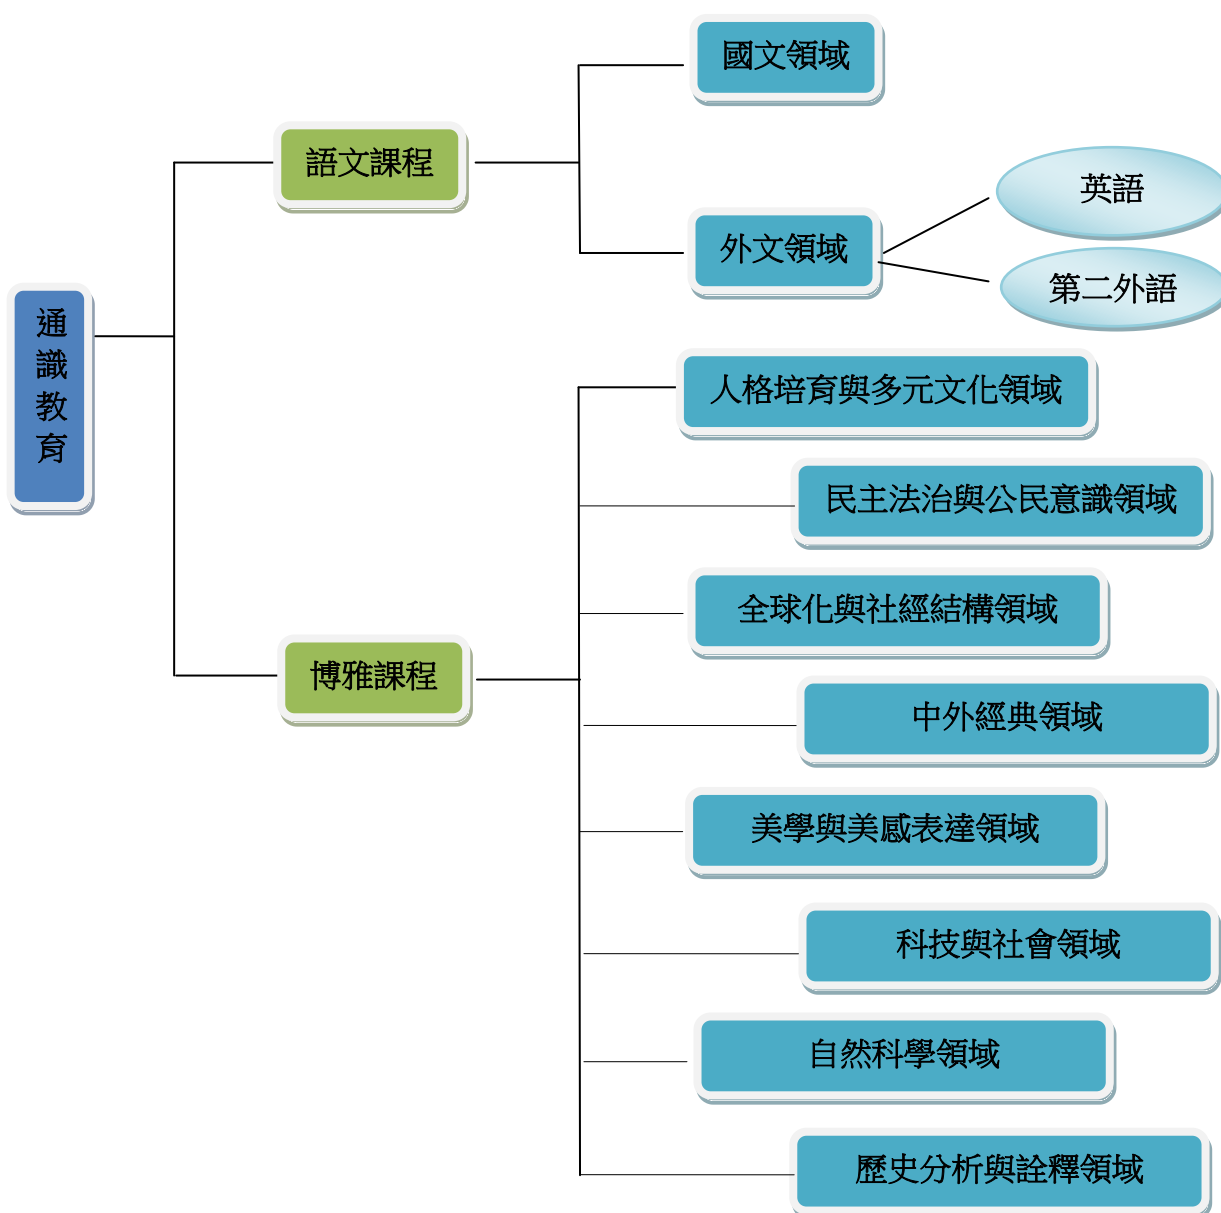 通識教育
語文課程
國文領域
外文領域
英語
第二外語
博雅課程
人格培育與多元文化領域
民主法治與公民意識領域
全球化與社經結構領域
中外經典領域
美學與美感表達領域
科技與社會領域
自然科學領域
歷史分析與詮釋領域